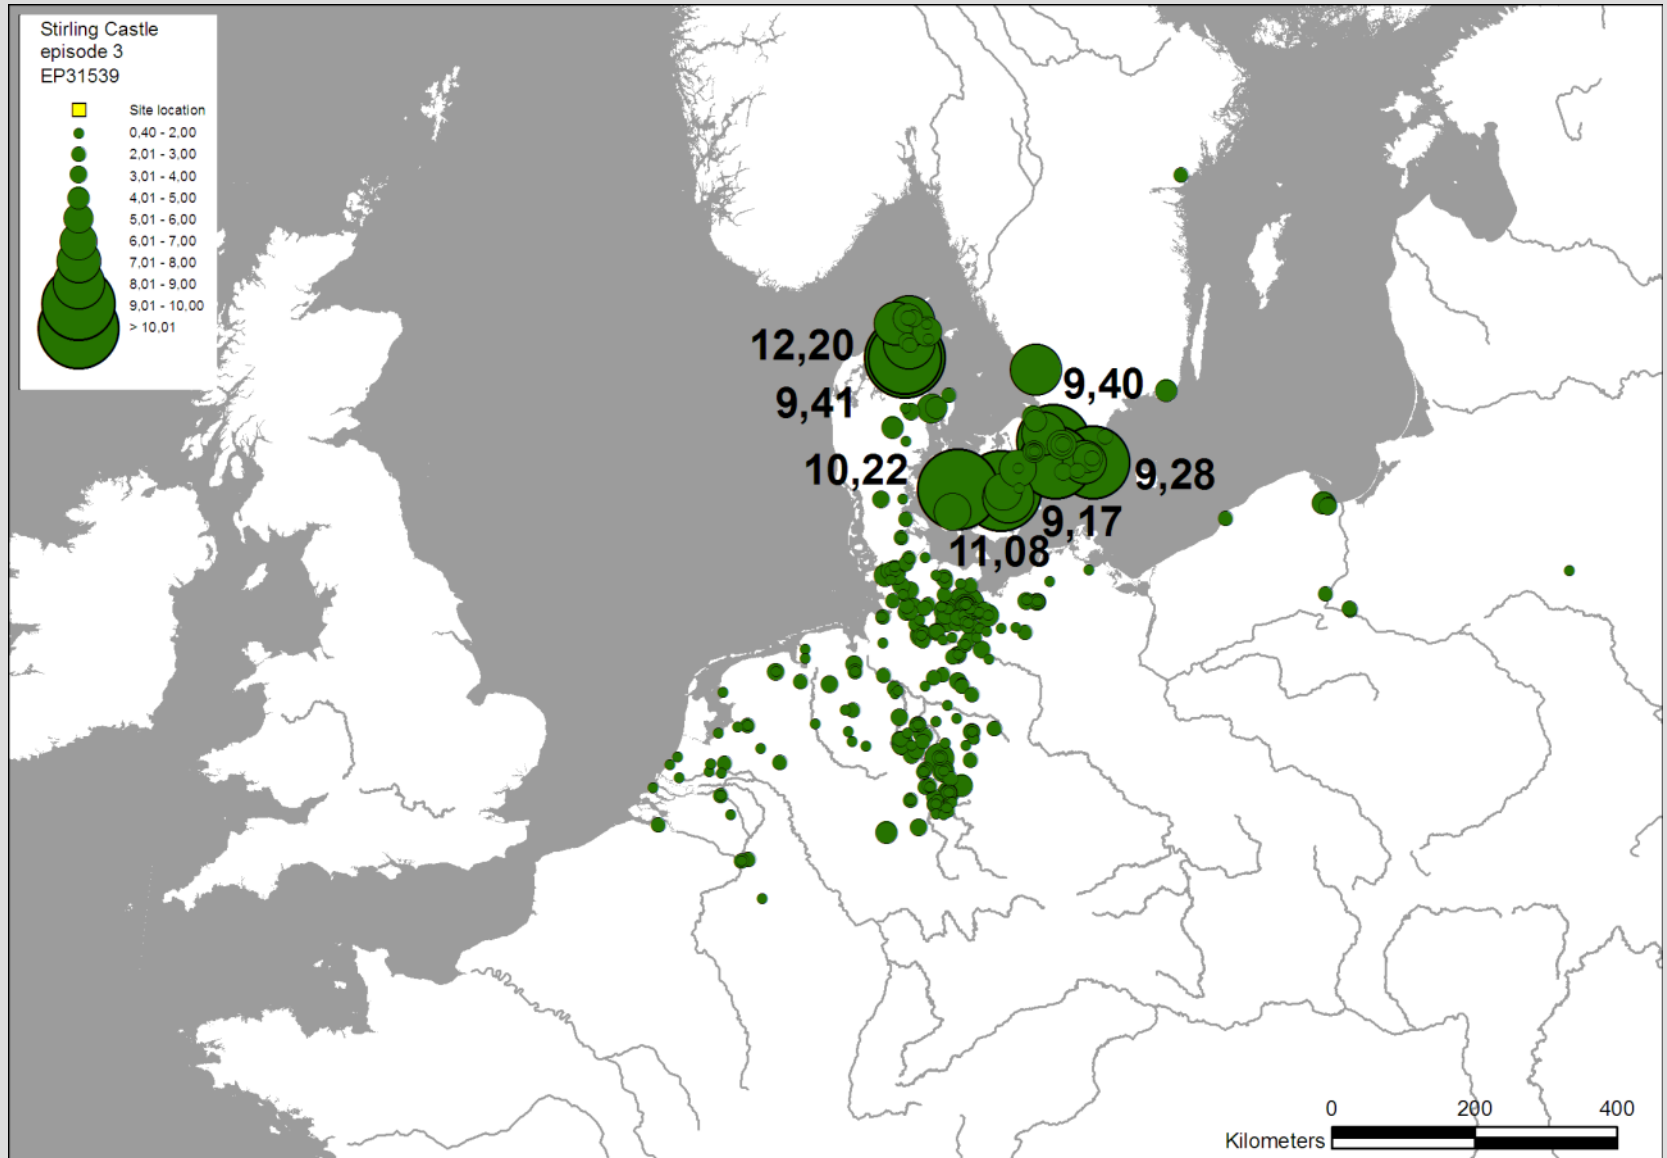 Stirling Castle
episode 3
EP31539
Site location
0,40 - 2,00
2,01 - 3,00
3,01 - 4,00
4,01 - 5,00
5,01 - 6,00
6,01 - 7,00
7,01 - 8,00
8,01 - 9,00
9,01 - 10,00
> 10,01
12,20
9,40
9,41
10,22
9,28
9,17
11,08
0 200 400
Kilometers